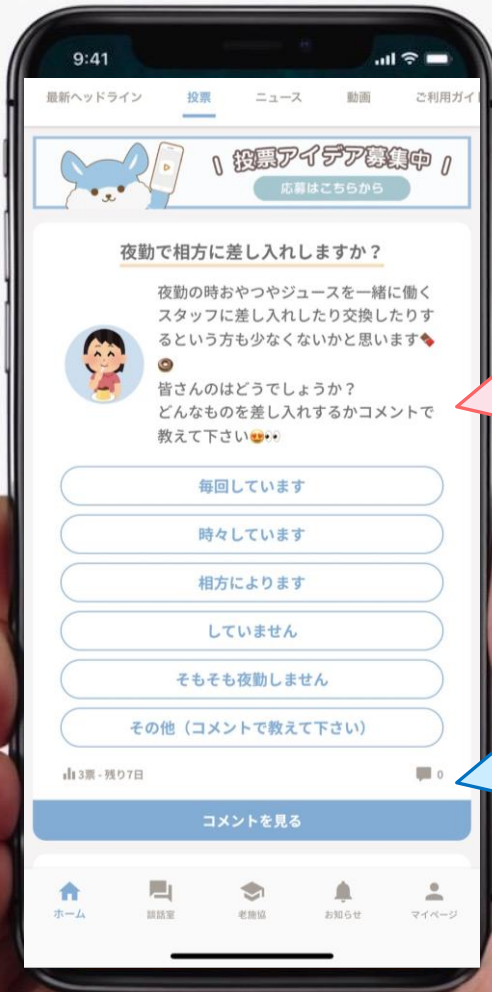 9:41
最新ヘッドライン 投票 ニュース 動画 ご利用ガイ
投票アイデア募集中
応募はこちらから
夜勤で相方に差し入れしますか？
夜勤の時おやつやジュースを一緒に働く
スタッフに差し入れしたり交換したりす
るという方も少なくないかと思います🍫
🍩
皆さんのはどうでしょうか？
どんなものを差し入れするかコメントで
教えて下さい😍👀
毎回しています
時々しています
相方によります
していません
そもそも夜勤しません
その他（コメントで教えて下さい）
3票 - 残り7日 0
コメントを見る
ホーム 談話室 老施協 お知らせ マイページ